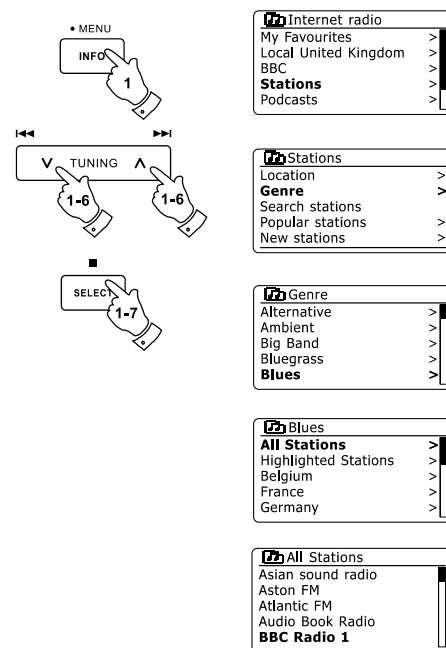 • MENU
INFO
1
TUNING
1-6
1-6
SELECT
1-7
Internet radio
My Favourites >
Local United Kingdom >
BBC >
Stations >
Podcasts >
Stations
Location >
Genre >
Search stations
Popular stations >
New stations >
Genre
Alternative >
Ambient >
Big Band >
Bluegrass >
Blues >
Blues
All Stations >
Highlighted Stations >
Belgium >
France >
Germany >
All Stations
Asian sound radio
Aston FM
Atlantic FM
Audio Book Radio
BBC Radio 1